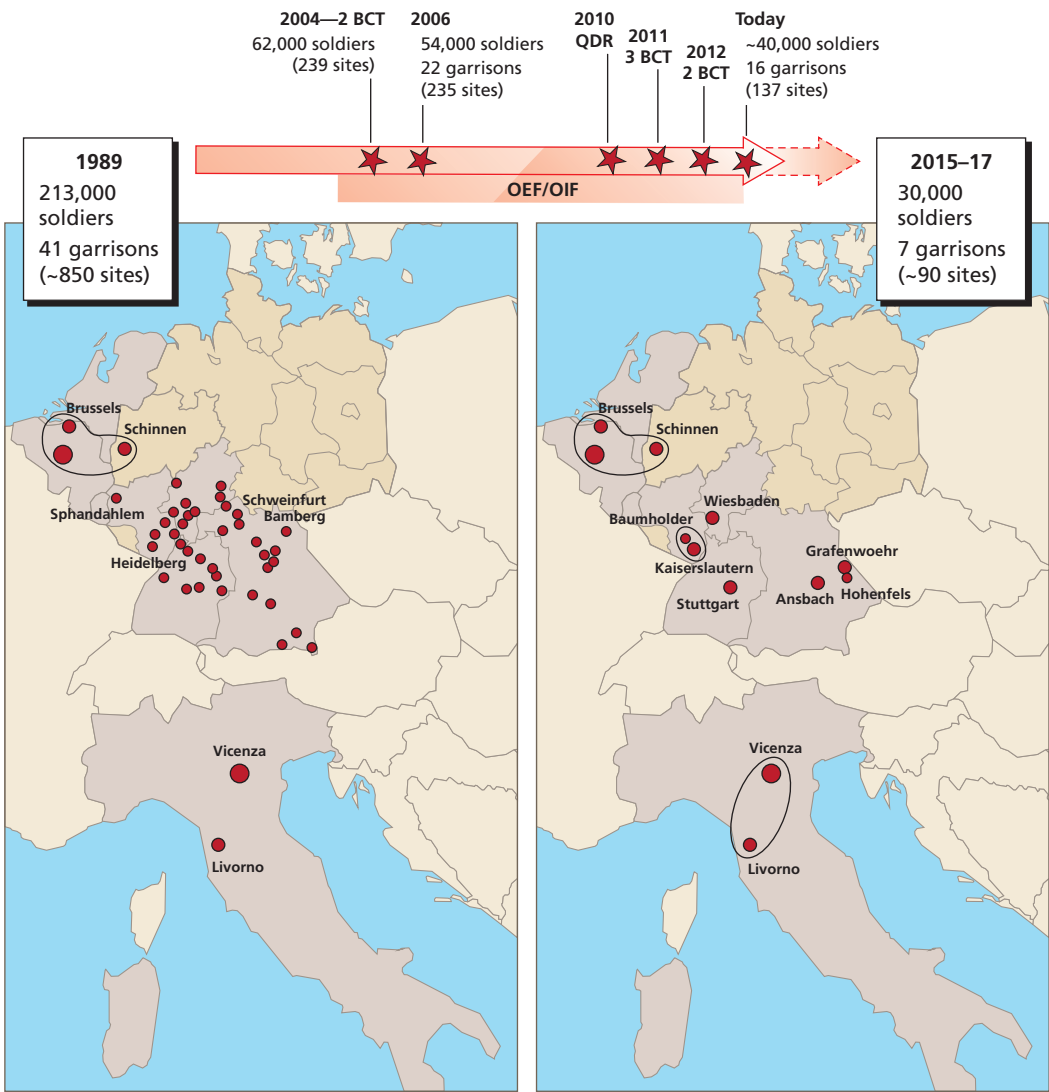 2004—2 BCT
62,000 soldiers
(239 sites)
2006
54,000 soldiers
22 garrisons
(235 sites)
2010
QDR
2011
3 BCT
2012
2 BCT
Today
~40,000 soldiers
16 garrisons
(137 sites)
1989
213,000
soldiers
41 garrisons
(~850 sites)
OEF/OIF
2015–17
30,000
soldiers
7 garrisons
(~90 sites)
Brussels
Schinnen
Sphandahlem
Schweinfurt
Bamberg
Heidelberg
Vicenza
Livorno
Brussels
Schinnen
Wiesbaden
Baumholder
Kaiserslautern
Grafenwoehr
Stuttgart
Ansbach
Hohenfels
Vicenza
Livorno